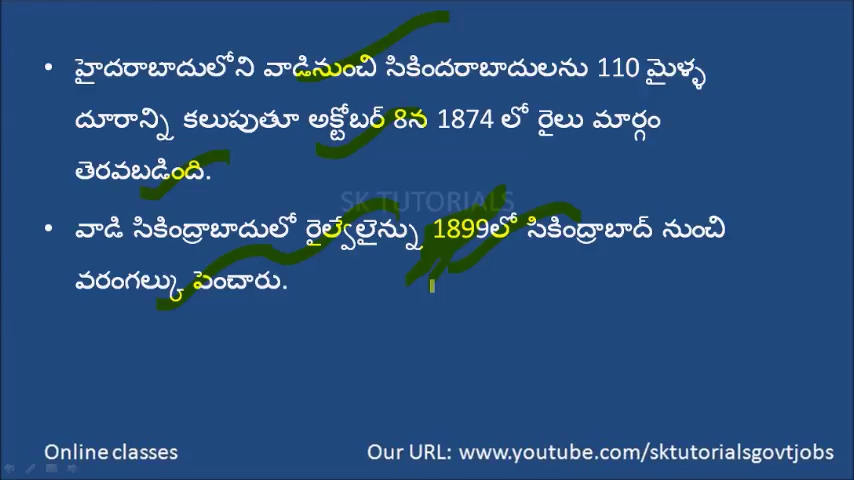 • హైదరాబాదులోని వాడినుంచి సికిందరాబాదులను 110 మైళ్ళ
దూరాన్ని కలుపుతూ అక్టోబర్ 8న 1874 లో రైలు మార్గం
తెరవబడింది.
SK TUTORIALS
• వాడి సికింద్రాబాదులో రైల్వేలైన్ను 1899లో సికింద్రాబాద్ నుంచి
వరంగల్కు పెంచారు.
Online classes
Our URL: www.youtube.com/sktutorialsgovtjobs